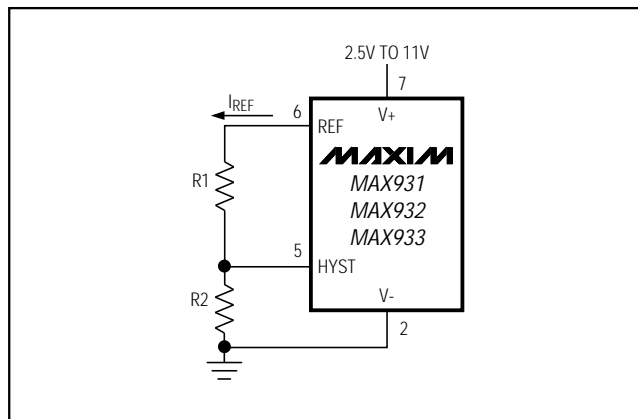 2.5V TO 11V
7
IREF
6
REF
V+
MAXIM
R1
MAX931
MAX932
MAX933
5
HYST
R2
V-
2